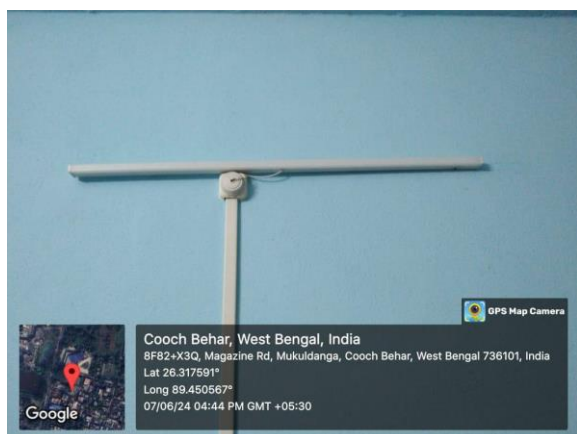 GPS Map Camera
Cooch Behar, West Bengal, India
8F82+X3Q, Magazine Rd, Mukuldanga, Cooch Behar, West Bengal 736101, India
Lat 26.317591°
Long 89.450567°
07/06/24 04:44 PM GMT +05:30
Google